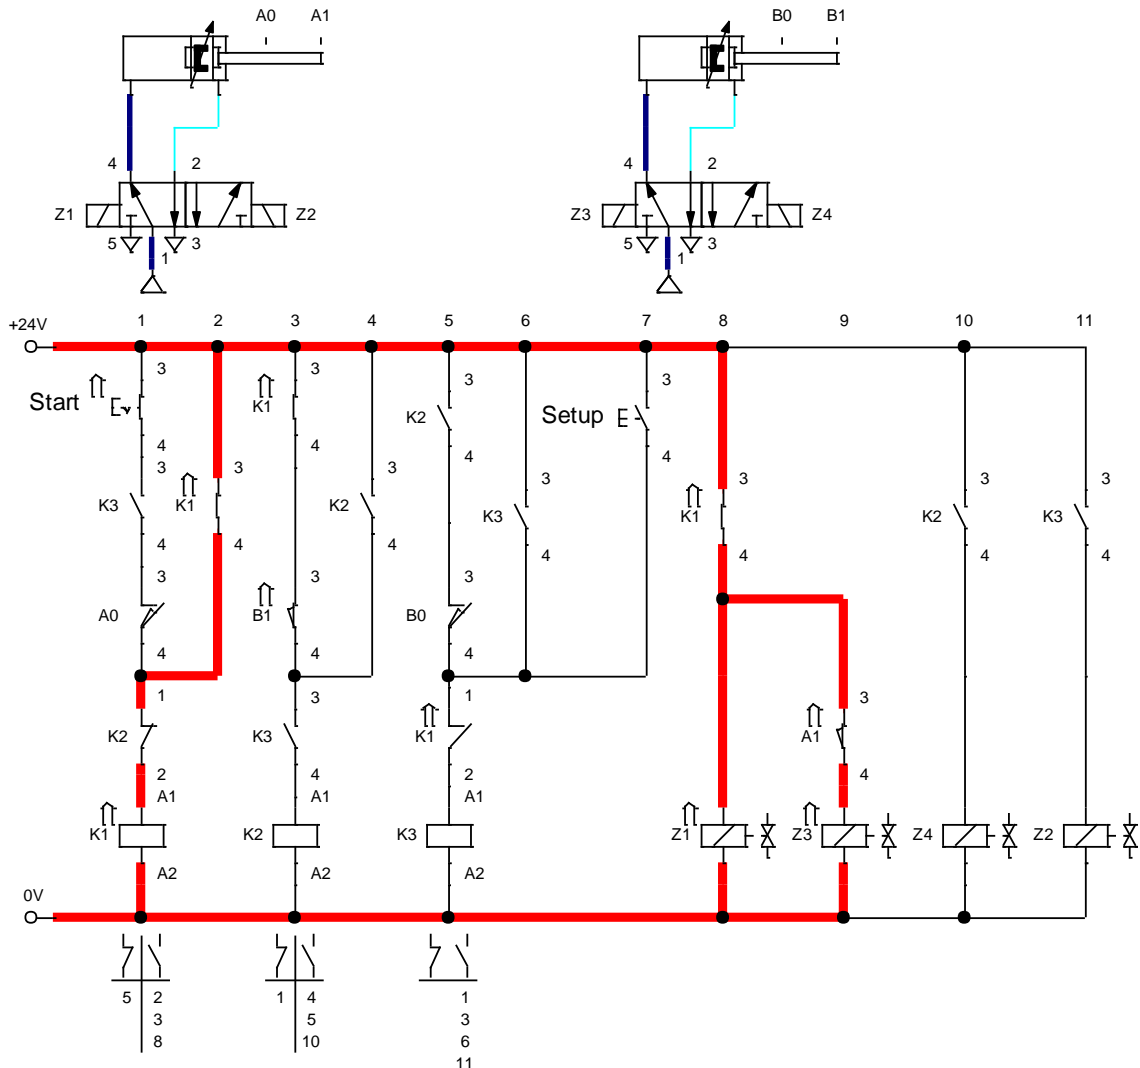 A0 A1 B0 B1
4 2 4 2
Z1 Z2 Z3 Z4
5 3 5 3
1 1
1 2 3 4 5 6 7 8 9 10 11
+24V
3 3 3 3
Start K1 K2 Setup
4 4 4 4
3 3 3 3 3 3
K3 K1 K2 K3 K1 K2 K3
4 4 4 4 4 4 4
3 3 3
A0 B1 B0
4 4 4
1 3 1 3
K2 K3 K1 A1
2 4 2 4
A1 A1 A1
K1 K2 K3 Z1 Z3 Z4 Z2
A2 A2 A2
0V
5 2 1 4 1
3 5 3
8 10 6
11